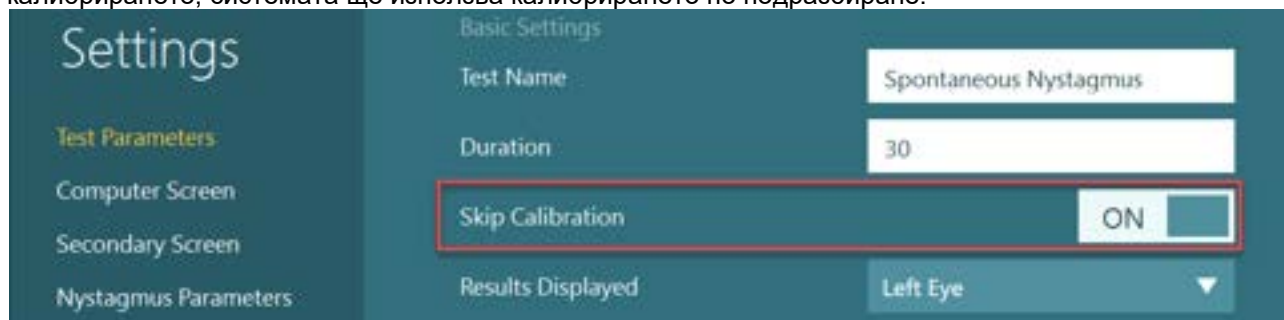 калибрирането, системата ще използва калибрирането по подразбиране.
Settings
Test Parameters
Computer Screen
Secondary Screen
Nystagmus Parameters
Basic Settings
Test Name
Spontaneous Nystagmus
Duration
30
Skip Calibration
ON
Results Displayed
Left Eye